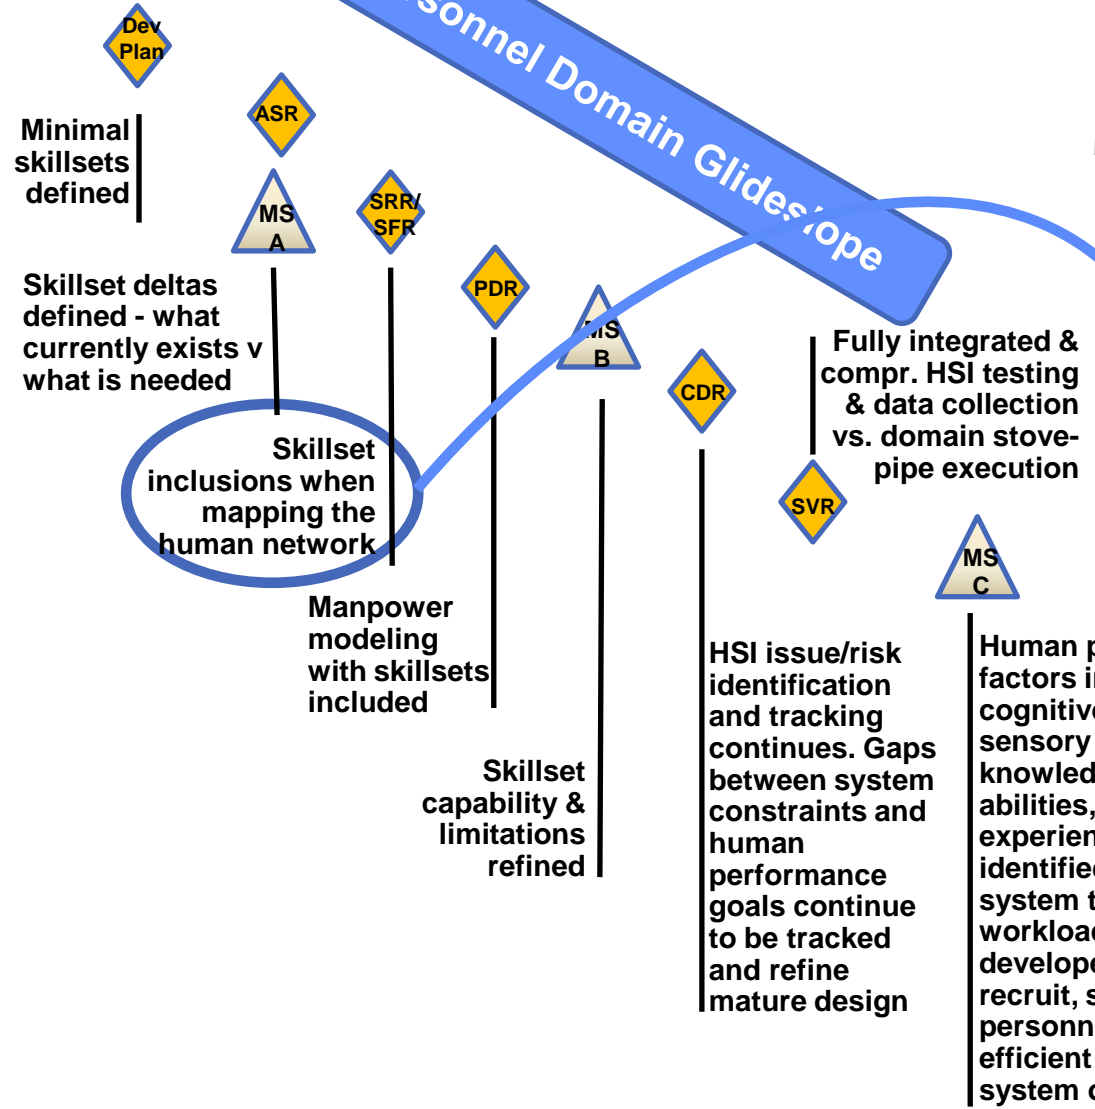 Dev
Plan
sonnel Domain Glideslope
ASR
Minimal
skillsets
defined
MS
A
SRR/
SFR
PDR
Skillset deltas
defined - what
currently exists v
what is needed
MS
B
Fully integrated &
compr. HSI testing
& data collection
vs. domain stove-
pipe execution
CDR
Skillset
inclusions when
mapping the
human network
SVR
MS
C
Manpower
modeling
with skillsets
included
HSI issue/risk
identification
and tracking
continues. Gaps
between system
constraints and
human
performance
goals continue
to be tracked
and refine
mature design
Skillset
capability &
limitations
refined
Human
factors
sensory
abilities,
system
recruit,
efficient
system